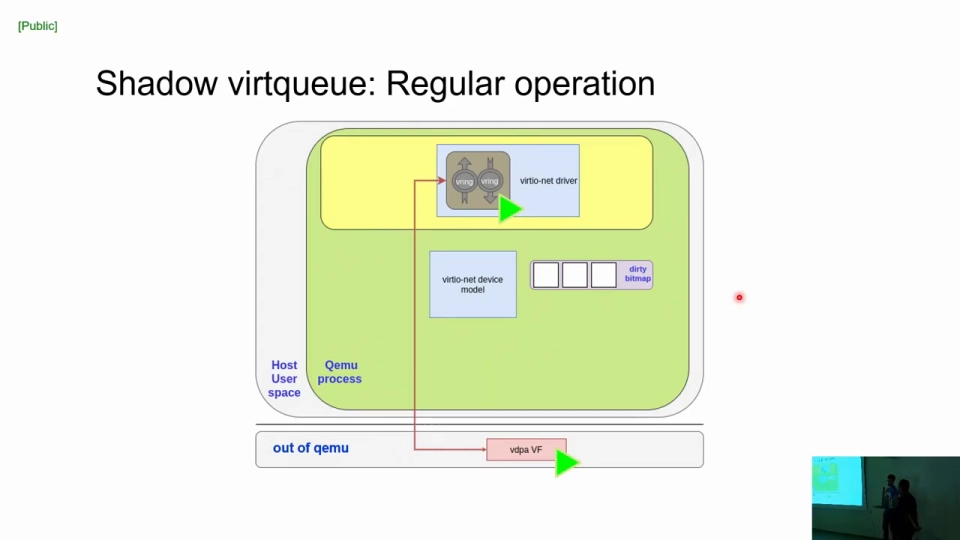 [Public]
Shadow virtqueue: Regular operation
vring
vring
virtio-net driver
virtio-net device
model
dirty
bitmap
Host
User
space
Qemu
process
out of qemu
vdpa VF